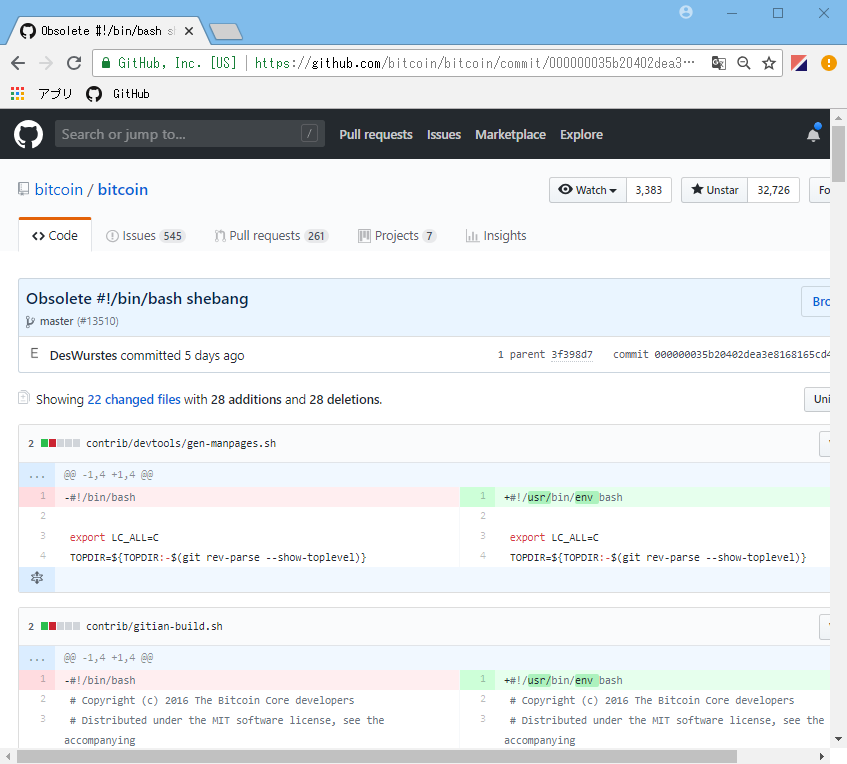 Obsolete #!/bin/bash
GitHub, Inc. [US] | https://github.com/bitcoin/bitcoin/commit/000000035b20402dea3…
アプリ GitHub
Search or jump to... /
Pull requests Issues Marketplace Explore
bitcoin / bitcoin
Watch 3,383 Unstar 32,726 Fo
Code Issues 545 Pull requests 261 Projects 7 Insights
Obsolete #!/bin/bash shebang
Bro
master (#13510)
E DesWurstes committed 5 days ago 1 parent 3f398d7 commit 000000035b20402dea3e8168165cd4
Showing 22 changed files with 28 additions and 28 deletions.
Uni
2 contrib/devtools/gen-manpages.sh
... @@ -1,4 +1,4 @@
1 -#!/bin/bash 1 +#!/usr/bin/env bash
2 2
3 export LC_ALL=C 3 export LC_ALL=C
4 TOPDIR=${TOPDIR:-$(git rev-parse --show-toplevel)} 4 TOPDIR=${TOPDIR:-$(git rev-parse --show-toplevel)}
2 contrib/gitian-build.sh
... @@ -1,4 +1,4 @@
1 -#!/bin/bash 1 +#!/usr/bin/env bash
2 # Copyright (c) 2016 The Bitcoin Core developers 2 # Copyright (c) 2016 The Bitcoin Core developers
3 # Distributed under the MIT software license, see the 3 # Distributed under the MIT software license, see the
accompanying accompanying